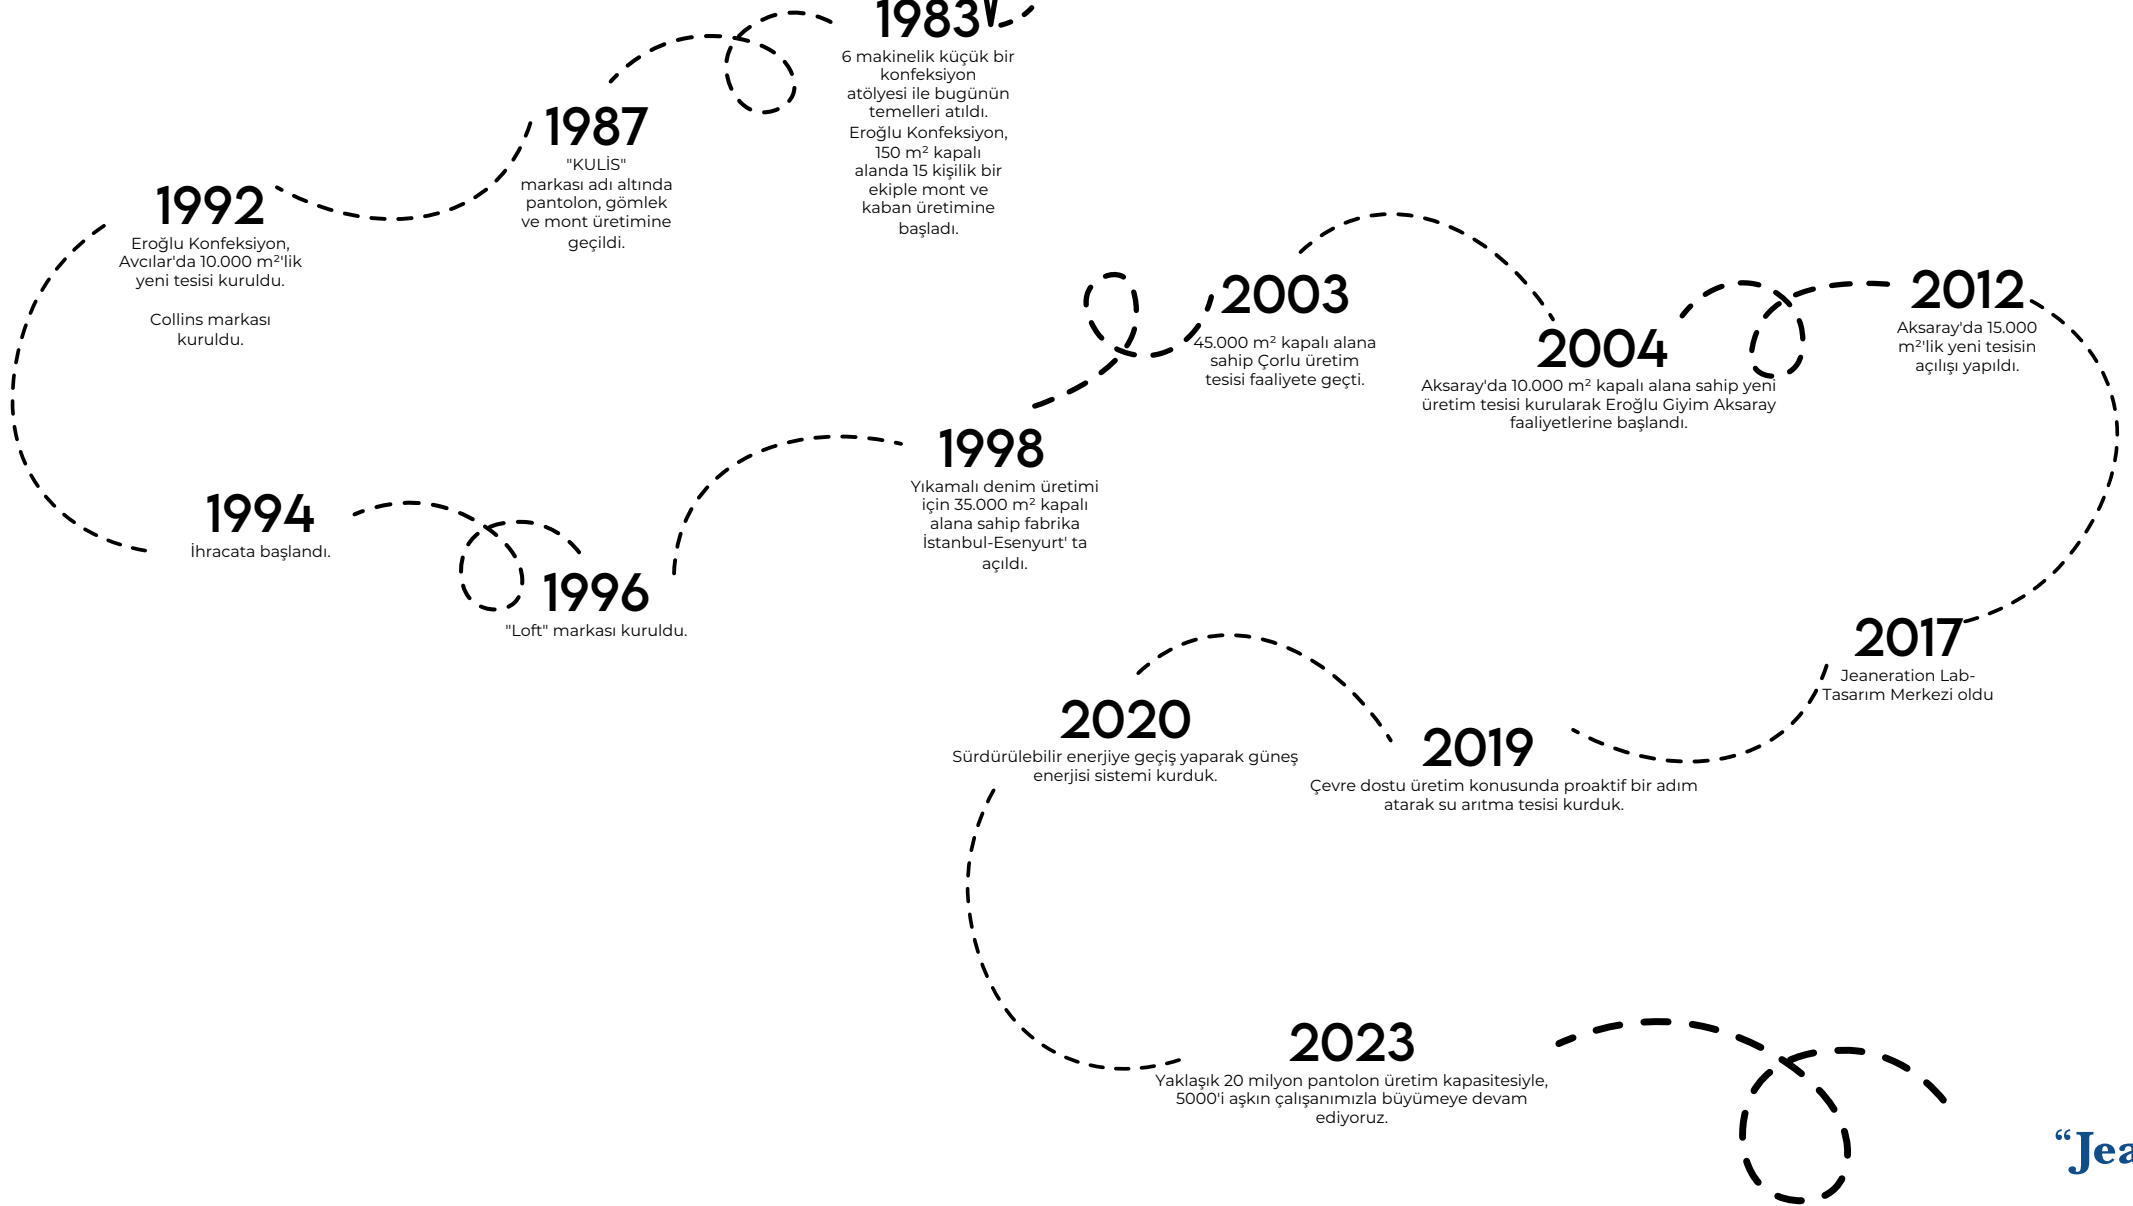 1983
6 makinelik küçük bir
konfeksiyon
atölyesi ile bugünün
temelleri atıldı.
Eroğlu Konfeksiyon,
150 m² kapalı
alanda 15 kişilik bir
ekiple mont ve
kaban üretimine
başladı.
1987
"KULİS"
markası adı altında
pantolon, gömlek
ve mont üretimine
geçildi.
1992
Eroğlu Konfeksiyon,
Avcılar'da 10.000 m²'lik
yeni tesisi kuruldu.
Collins markası
kuruldu.
1994
İhracata başlandı.
1996
"Loft" markası kuruldu.
1998
Yıkamalı denim üretimi
için 35.000 m² kapalı
alana sahip fabrika
İstanbul-Esenyurt' ta
açıldı.
2003
45.000 m² kapalı alana
sahip Çorlu üretim
tesisi faaliyete geçti.
2004
Aksaray'da 10.000 m² kapalı alana sahip yeni
üretim tesisi kurularak Eroğlu Giyim Aksaray
faaliyetlerine başlandı.
2012
Aksaray'da 15.000
m²'lik yeni tesisin
açılışı yapıldı.
2017
Jeaneration Lab-
Tasarım Merkezi oldu
2019
Çevre dostu üretim konusunda proaktif bir adım
atarak su arıtma tesisi kurduk.
2020
Sürdürülebilir enerjiye geçiş yaparak güneş
enerjisi sistemi kurduk.
2023
Yaklaşık 20 milyon pantolon üretim kapasitesiyle,
5000'i aşkın çalışanımızla büyümeye devam
ediyoruz.